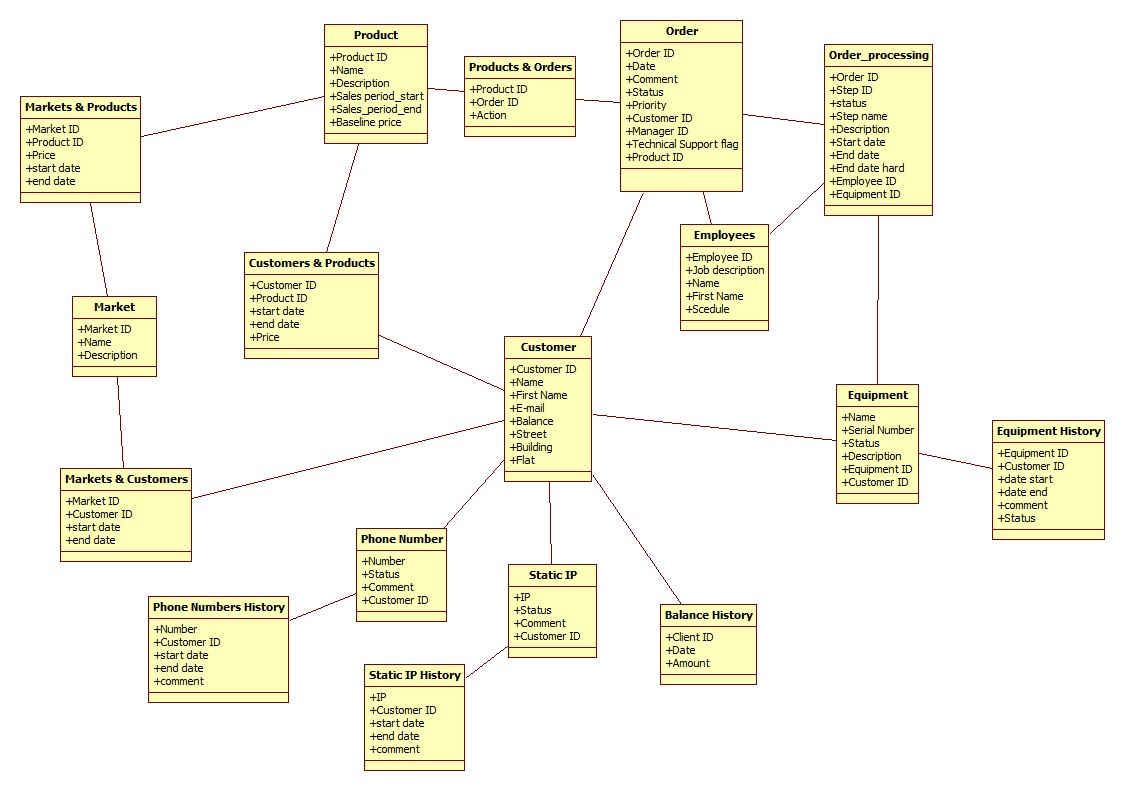 Product
+Product ID
+Name
+Description
+Sales period_start
+Sales_period_end
+Baseline price
Products & Orders
+Product ID
+Order ID
+Action
Order
+Order ID
+Date
+Comment
+Status
+Priority
+Customer ID
+Manager ID
+Technical Support flag
+Product ID
Order_processing
+Order ID
+Step ID
+status
+Step name
+Description
+Start date
+End date
+End date hard
+Employee ID
+Equipment ID
Markets & Products
+Market ID
+Product ID
+Price
+start date
+end date
Employees
+Employee ID
+Job description
+Name
+First Name
+Scedule
Customers & Products
+Customer ID
+Product ID
+start date
+end date
+Price
Market
+Market ID
+Name
+Description
Customer
+Customer ID
+Name
+First Name
+E-mail
+Balance
+Street
+Building
+Flat
Equipment
+Name
+Serial Number
+Status
+Description
+Equipment ID
+Customer ID
Equipment History
+Equipment ID
+Customer ID
+date start
+date end
+comment
+Status
Markets & Customers
+Market ID
+Customer ID
+start date
+end date
Phone Number
+Number
+Status
+Comment
+Customer ID
Static IP
+IP
+Status
+Comment
+Customer ID
Phone Numbers History
+Number
+Customer ID
+start date
+end date
+comment
Balance History
+Client ID
+Date
+Amount
Static IP History
+IP
+Customer ID
+start date
+end date
+comment